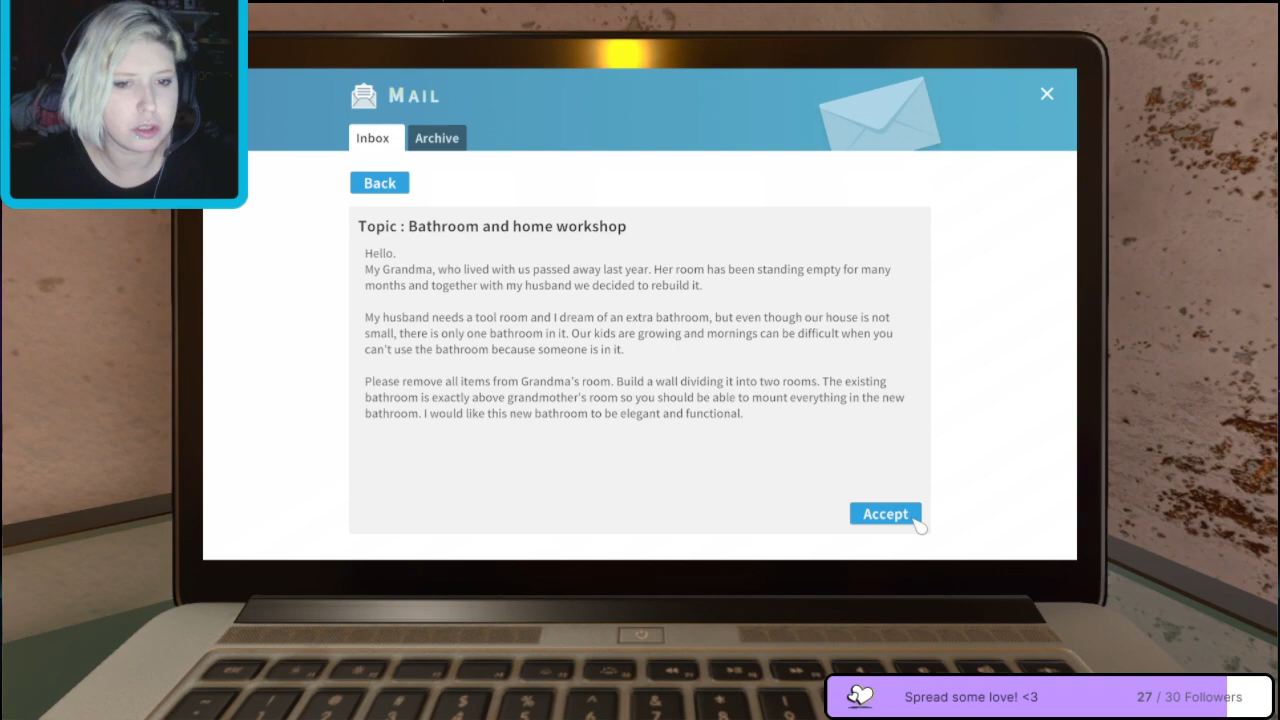 MAIL
Inbox
Archive
Back
Topic : Bathroom and home workshop
Hello.
My Grandma, who lived with us passed away last year. Her room has been standing empty for many
months and together with my husband we decided to rebuild it.
My husband needs a tool room and I dream of an extra bathroom, but even though our house is not
small, there is only one bathroom in it. Our kids are growing and mornings can be difficult when you
can't use the bathroom because someone is in it.
Please remove all items from Grandma's room. Build a wall dividing it into two rooms. The existing
bathroom is exactly above grandmother's room so you should be able to mount everything in the new
bathroom. I would like this new bathroom to be elegant and functional.
Accept
Spread some love! <3
27 / 30 Followers